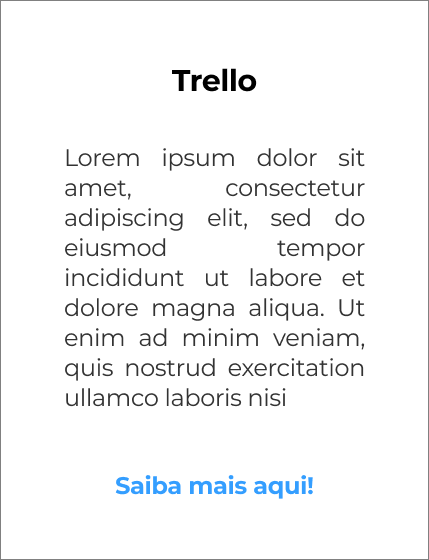 Trello
Lorem ipsum dolor sit
amet, consectetur
adipiscing elit, sed do
eiusmod tempor
incididunt ut labore et
dolore magna aliqua. Ut
enim ad minim veniam,
quis nostrud exercitation
ullamco laboris nisi
Saiba mais aqui!